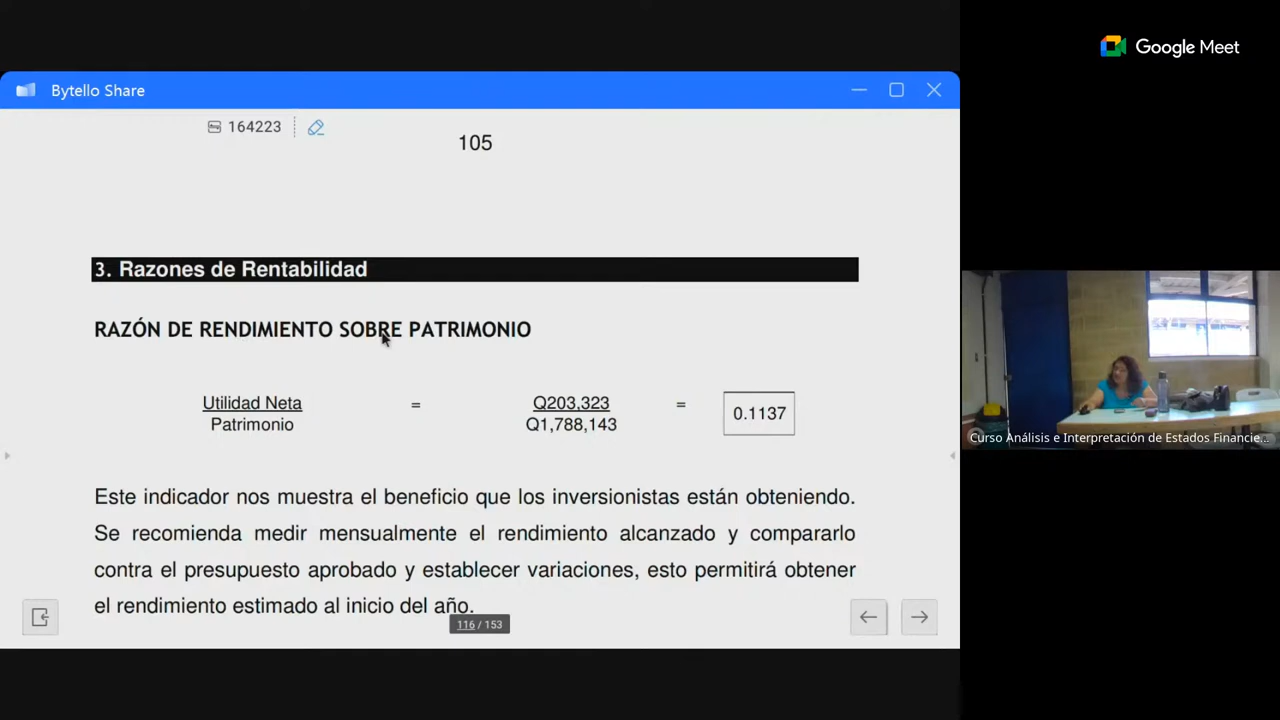 Google Meet
Bytello Share
164223
105
3. Razones de Rentabilidad
RAZÓN DE RENDIMIENTO SOBRE PATRIMONIO
Utilidad Neta = Q203,323 = 0.1137
Patrimonio Q1,788,143
Este indicador nos muestra el beneficio que los inversionistas están obteniendo.
Se recomienda medir mensualmente el rendimiento alcanzado y compararlo
contra el presupuesto aprobado y establecer variaciones, esto permitirá obtener
el rendimiento estimado al inicio del año.
116 / 153
Curso Análisis e Interpretación de Estados Financie...